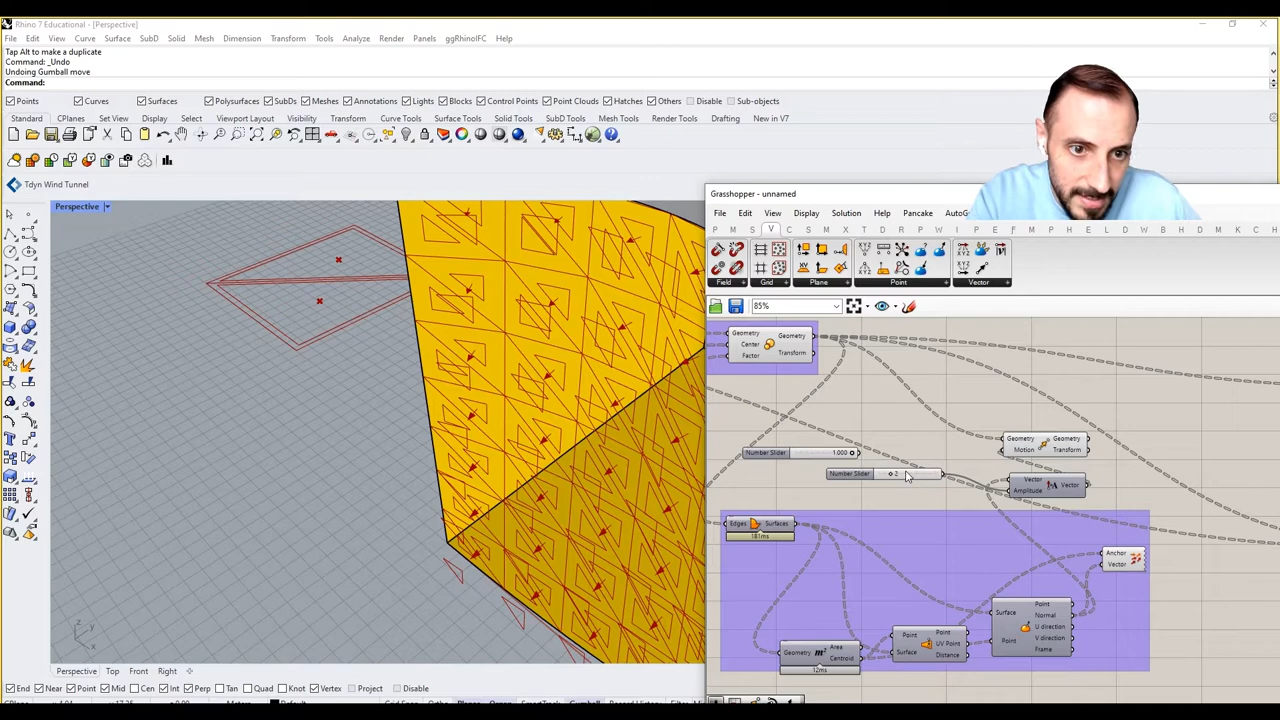 Rhino 7 Educational - [Perspective]
File Edit View Curve Surface SubD Solid Mesh Dimension Transform Tools Analyze Render Panels ggRhinoIFC Help
Tap Alt to make a duplicate
Command: _Undo
Undoing Gumball move
Command:
Points Curves Surfaces Polysurfaces SubDs Meshes Annotations Lights Blocks Control Points Point Clouds Hatches Others Disable Sub-objects
Standard CPlanes Set View Display Select Viewport Layout Visibility Transform Curve Tools Surface Tools Solid Tools SubD Tools Mesh Tools Render Tools Drafting New in V7
Tdyn Wind Tunnel
Perspective
Grasshopper - unnamed
File Edit View Display Solution Help Pancake
P M S V C S M X T D R P K L H E F
Field Grid Plane Point Vector
85%
Geometry
Center
Factor
Geometry
Transform
Number Slider 1.000
Number Slider 2
Geometry
Motion
Geometry
Transform
Vector
Amplitude
Vector
Edges Surfaces
181ms
Anchor
Vector
Geometry
Area
Centroid
12ms
Point
Surface
Point
UV Point
Distance
Surface
Point
Point
Normal
U direction
V direction
Frame
z y x
Perspective Top Front Right
End Near Point Mid Cen Int Perp Tan Quad Knot Vertex Project Disable